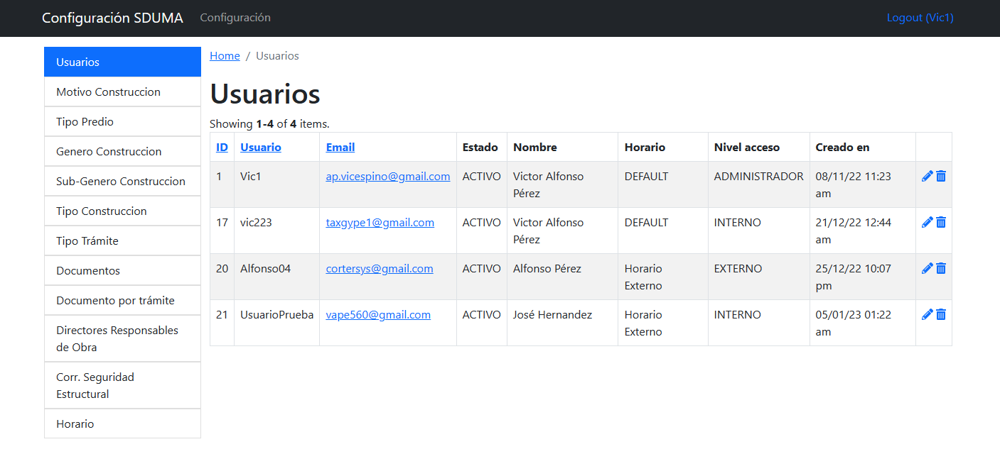 Configuración SDUMA Configuración Logout (Vic1)
Usuarios
Motivo Construccion
Tipo Predio
Genero Construccion
Sub-Genero Construccion
Tipo Construccion
Tipo Trámite
Documentos
Documento por trámite
Directores Responsables
de Obra
Corr. Seguridad
Estructural
Horario
Home / Usuarios
Usuarios
Showing 1-4 of 4 items.
ID Usuario Email Estado Nombre Horario Nivel acceso Creado en
1 Vic1 ap.vicespino@gmail.com ACTIVO Victor Alfonso DEFAULT ADMINISTRADOR 08/11/22 11:23
Pérez am
17 vic223 taxgype1@gmail.com ACTIVO Victor Alfonso DEFAULT INTERNO 21/12/22 12:44
Pérez am
20 Alfonso04 cortersys@gmail.com ACTIVO Alfonso Pérez Horario EXTERNO 25/12/22 10:07
Externo pm
21 UsuarioPrueba vape560@gmail.com ACTIVO José Hernandez Horario INTERNO 05/01/23 01:22
Externo am